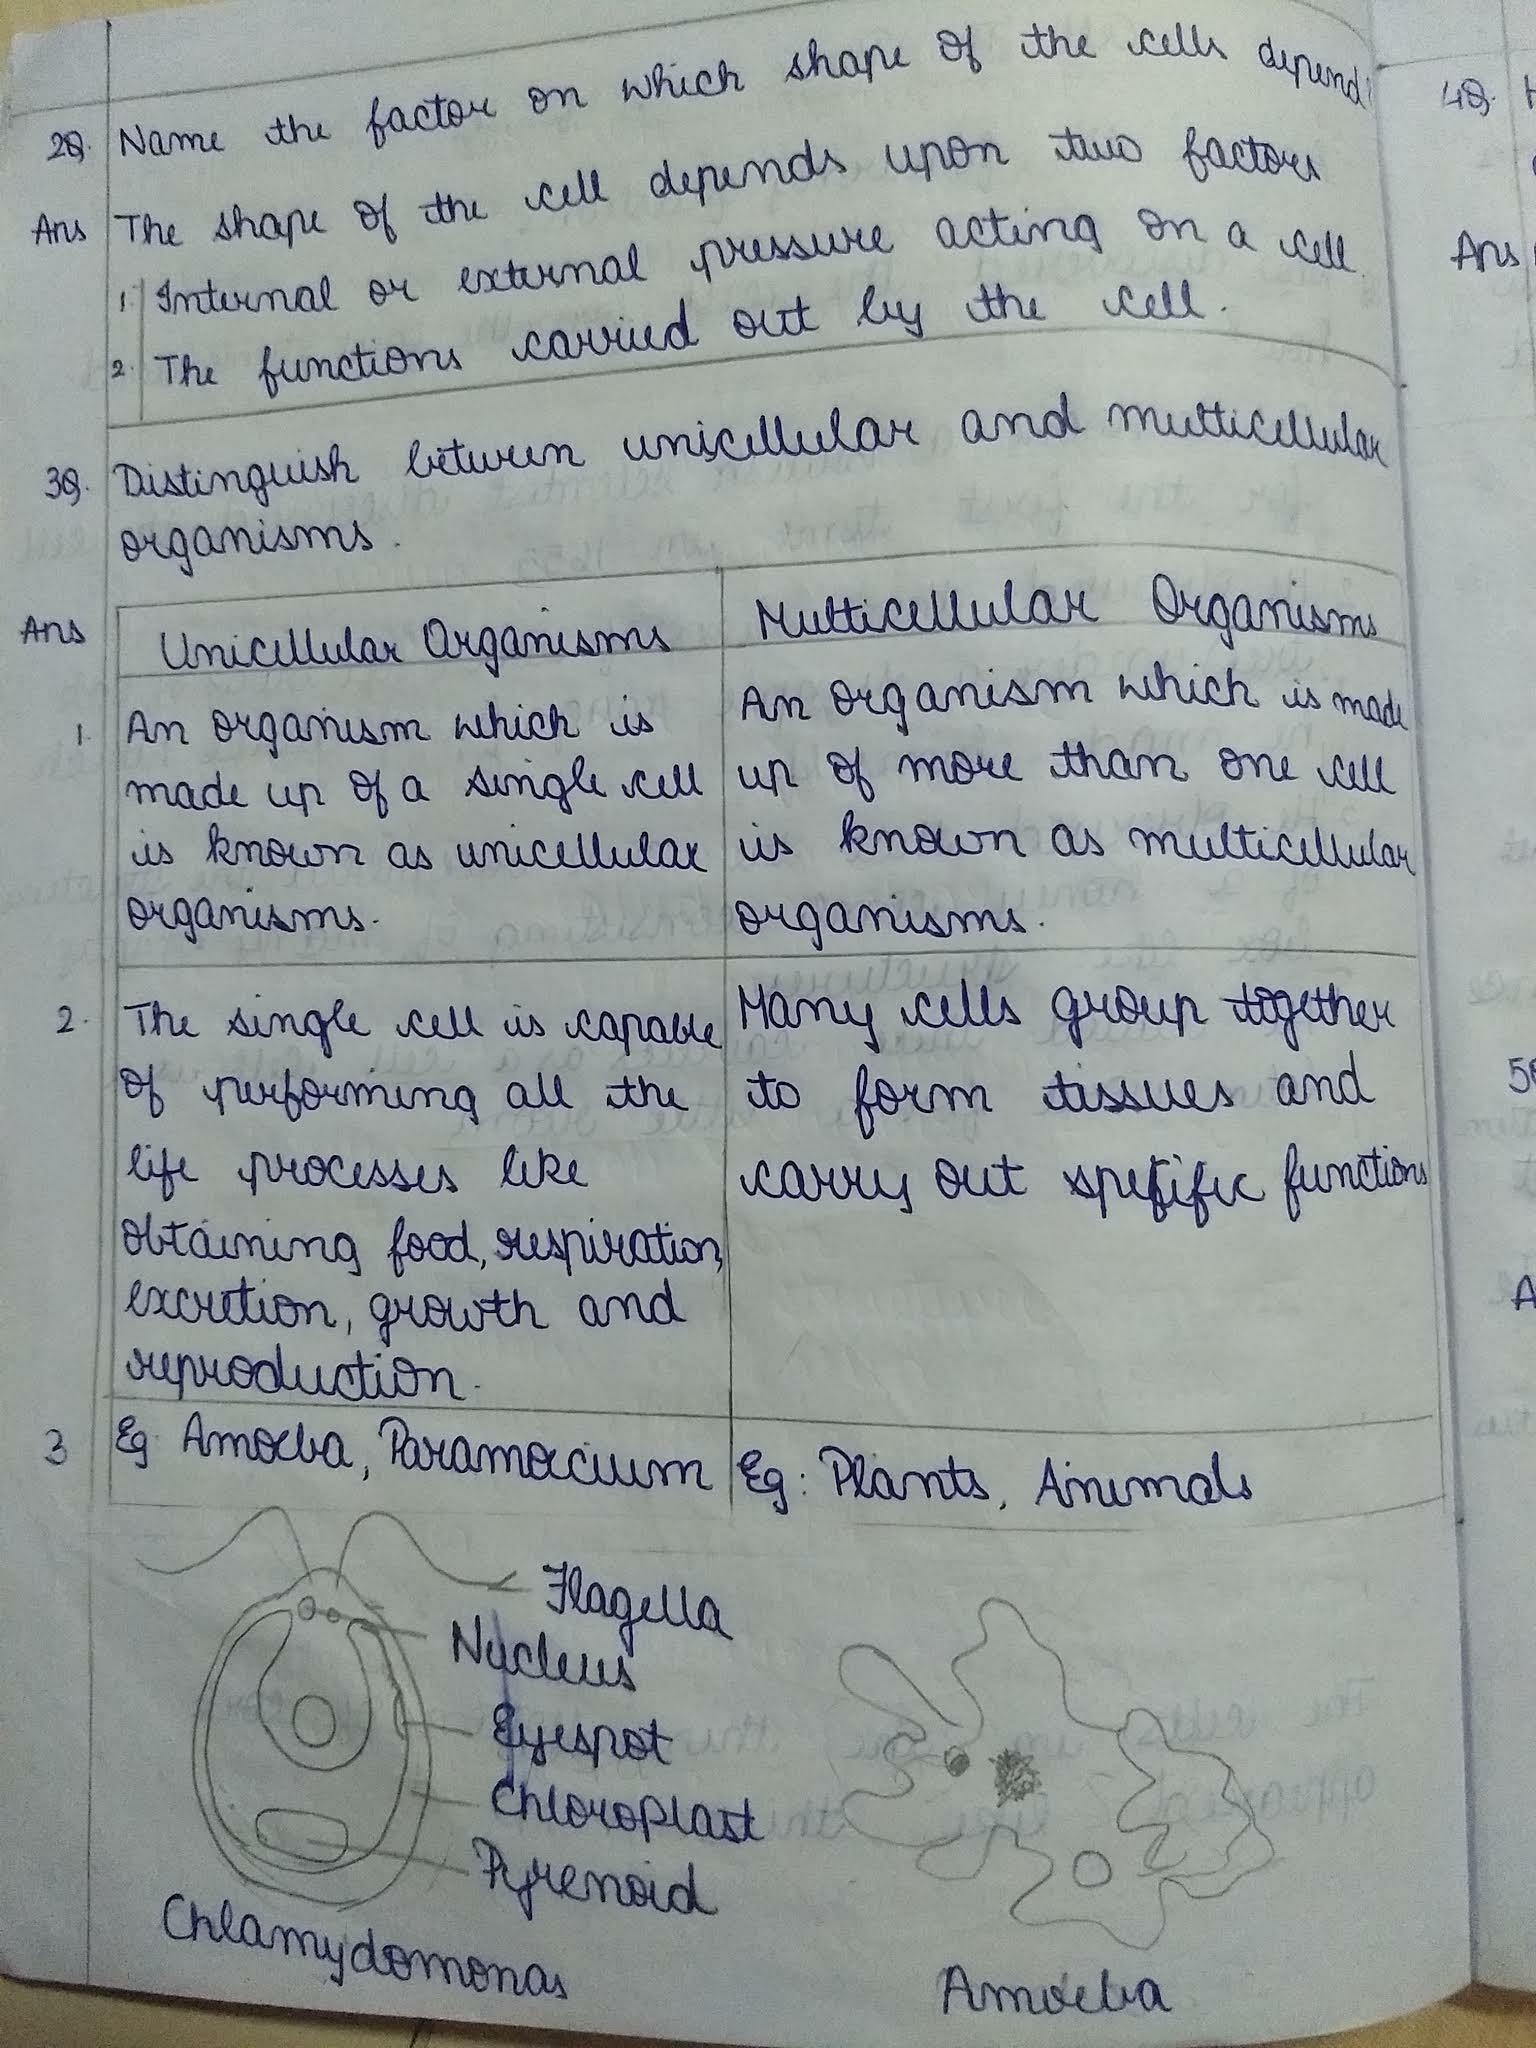 2Q. Name the factor on which shape of the cells depend
Ans The shape of the cell depends upon two factors
1. Internal or external pressure acting on a cell.
2. The functions carried out by the cell.
3Q. Distinguish between unicellular and multicellular
organisms.
Ans
Unicellular Organisms
1. An organism which is
made up of a single cell
is known as unicellular
organisms.
2. The single cell is capable
of performing all the
life processes like
obtaining food, respiration,
excretion, growth and
reproduction.
3 Eg. Amoeba, Paramoecium
Multicellular Organisms
An organism which is made
up of more than one cell
is known as multicellular
organisms.
Many cells group together
to form tissues and
carry out specific functions
Eg: Plants, Animals
Flagella
Nucleus
Eyespot
Chloroplast
Pyrenoid
Chlamydomonas
Amoeba
4Q.
Ans
5Q
A